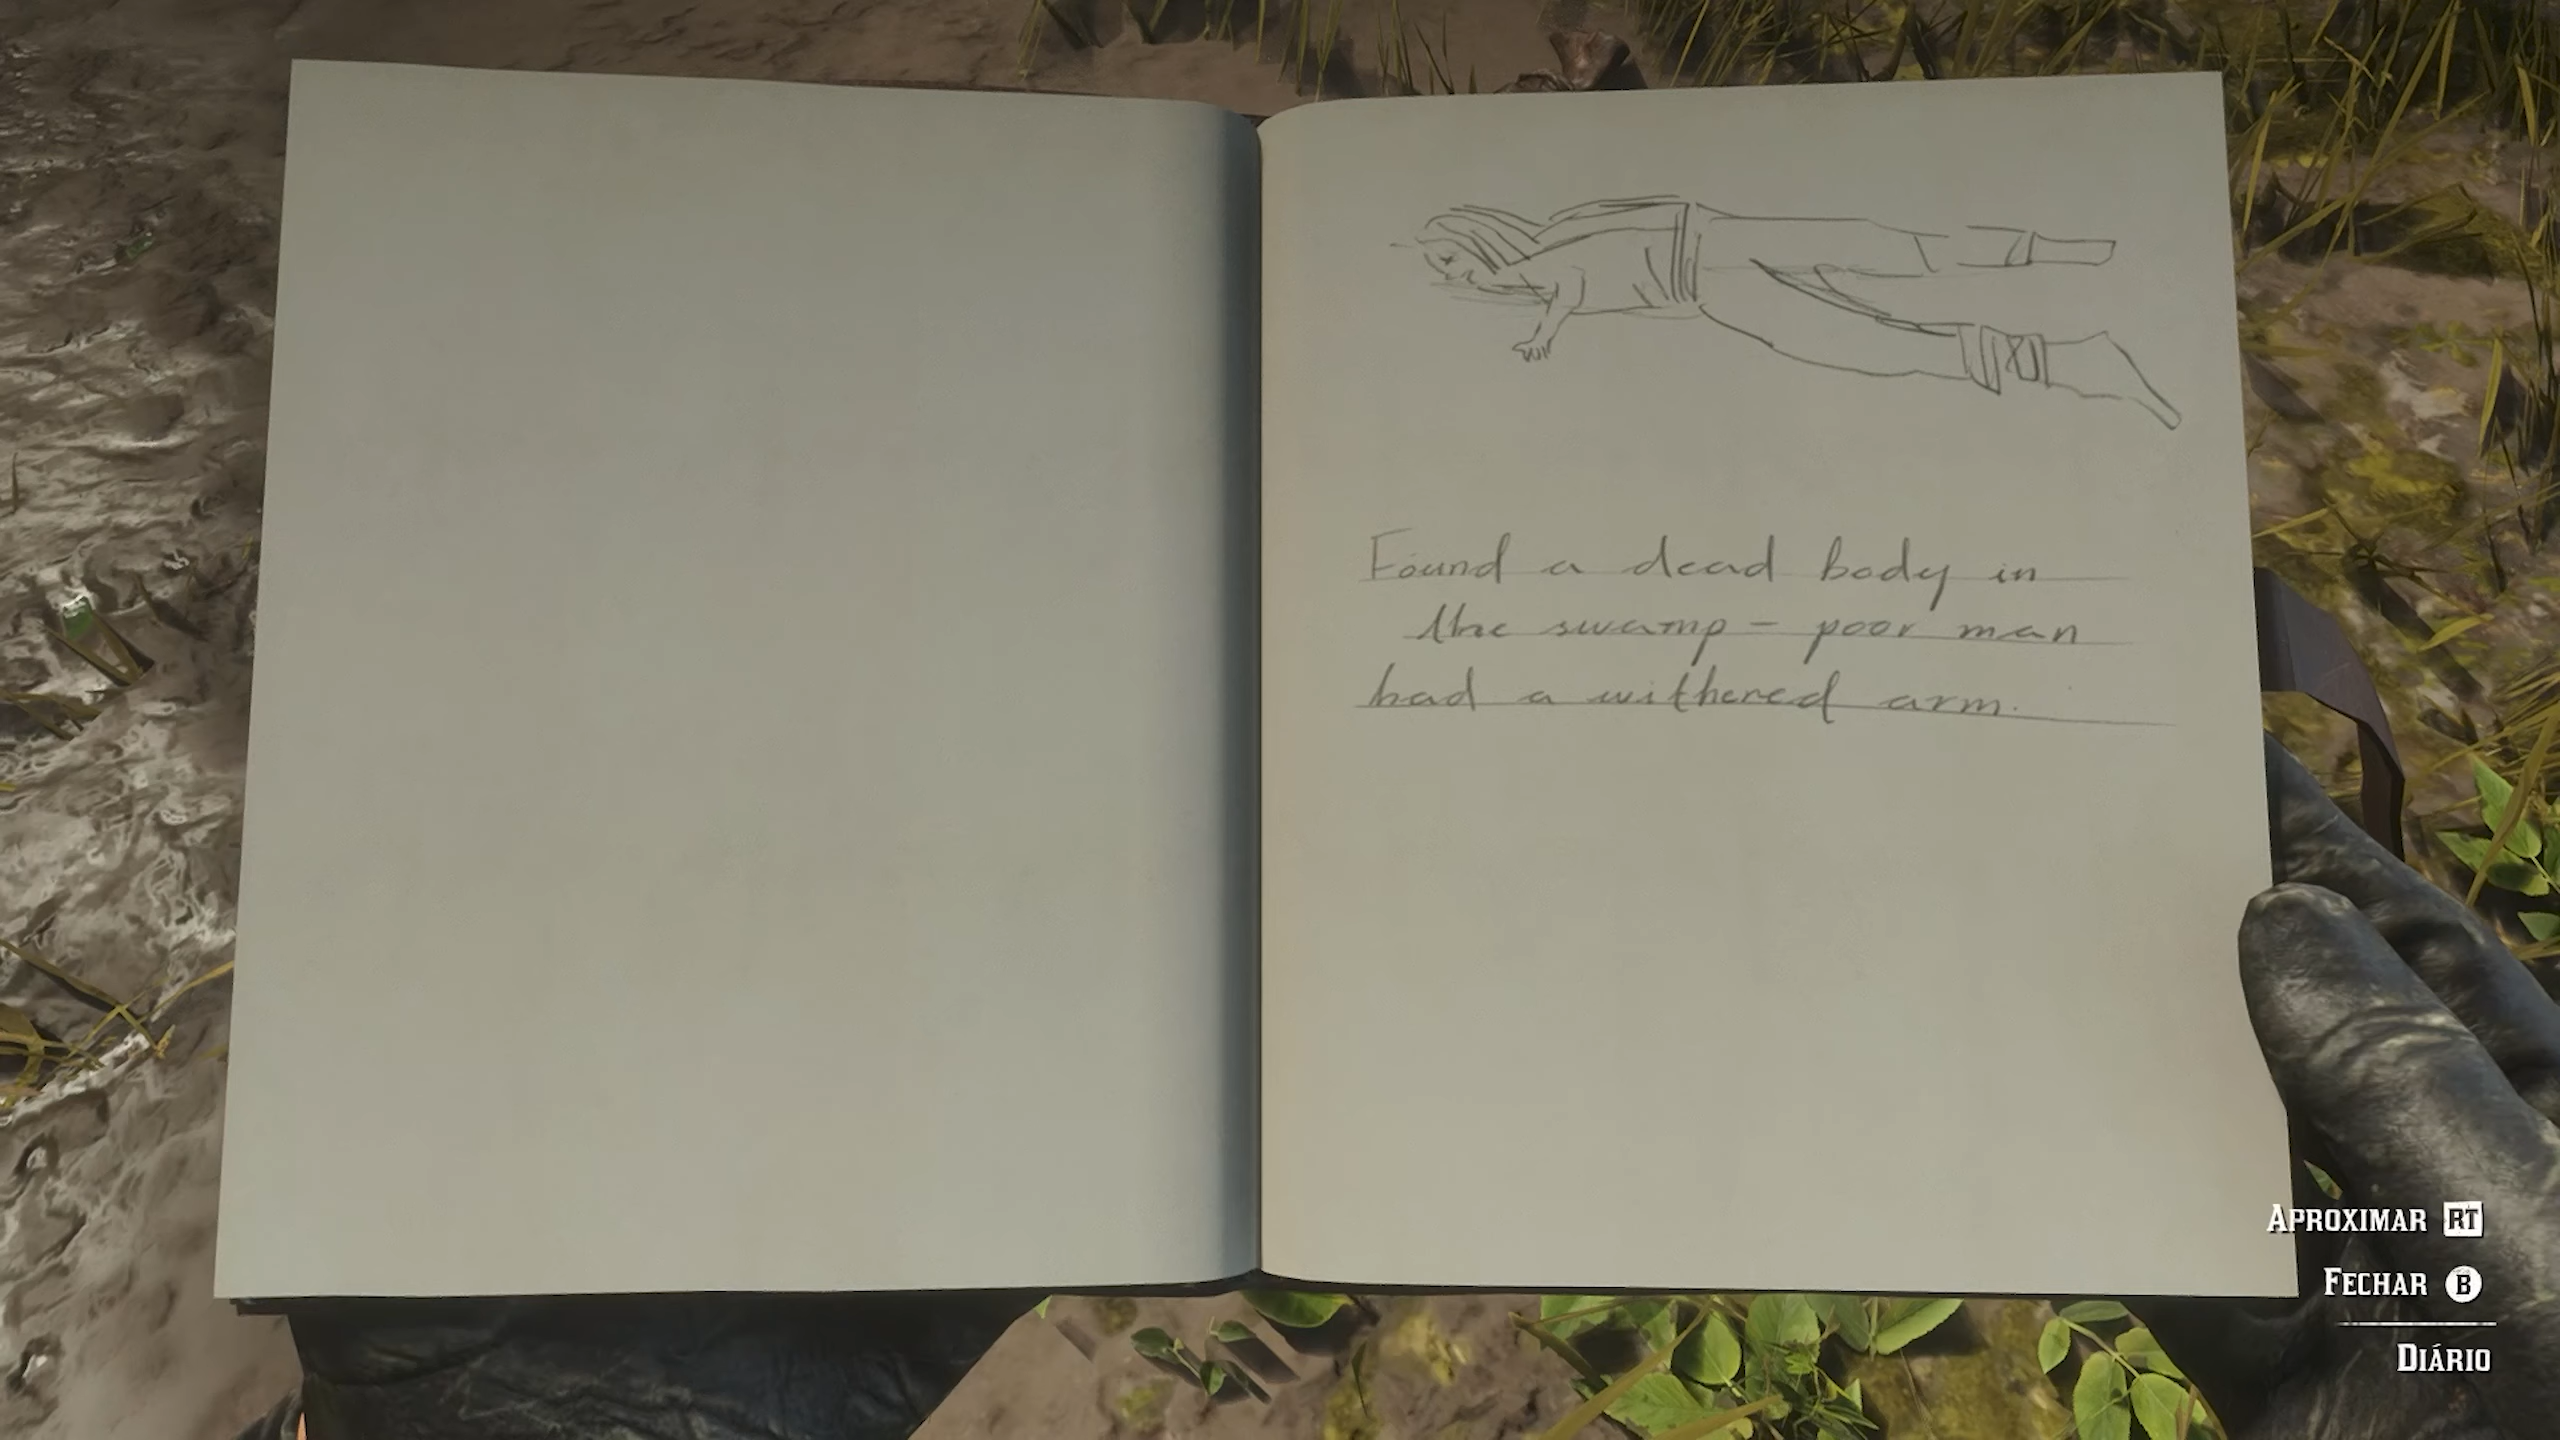 Found a dead body in
the swamp - poor man
had a withered arm.
APROXIMAR RT
FECHAR B
DIÁRIO